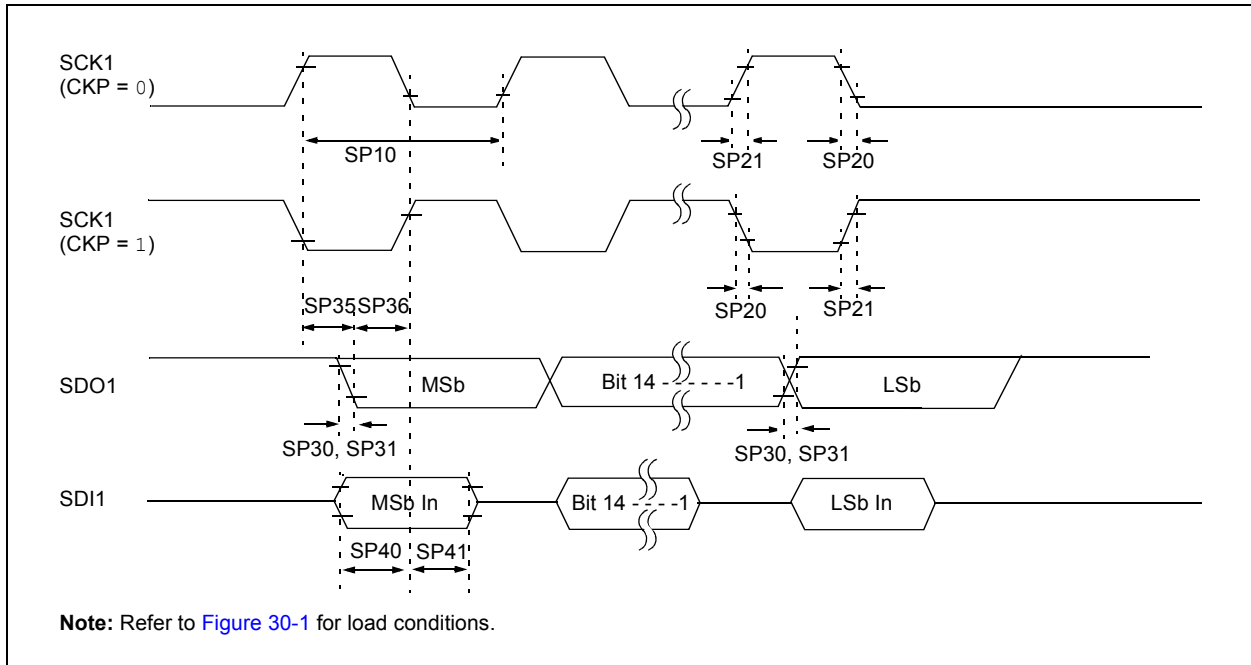 SCK1
(CKP = 0)
SP10
SP21
SP20
SCK1
(CKP = 1)
SP35 SP36
SP20
SP21
SDO1
MSb
Bit 14 - - - - - - -1
LSb
SP30, SP31
SP30, SP31
SDI1
MSb In
Bit 14 - - - - -1
LSb In
SP40
SP41
Note: Refer to Figure 30-1 for load conditions.